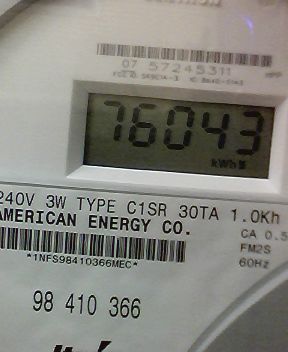 07 57245311
76043
kWh
240V 3W TYPE C1SR 30TA 1.0Kh
AMERICAN ENERGY CO.
CA 0.5
*1NFS98410366MEC*
FM2S
60Hz
98 410 366